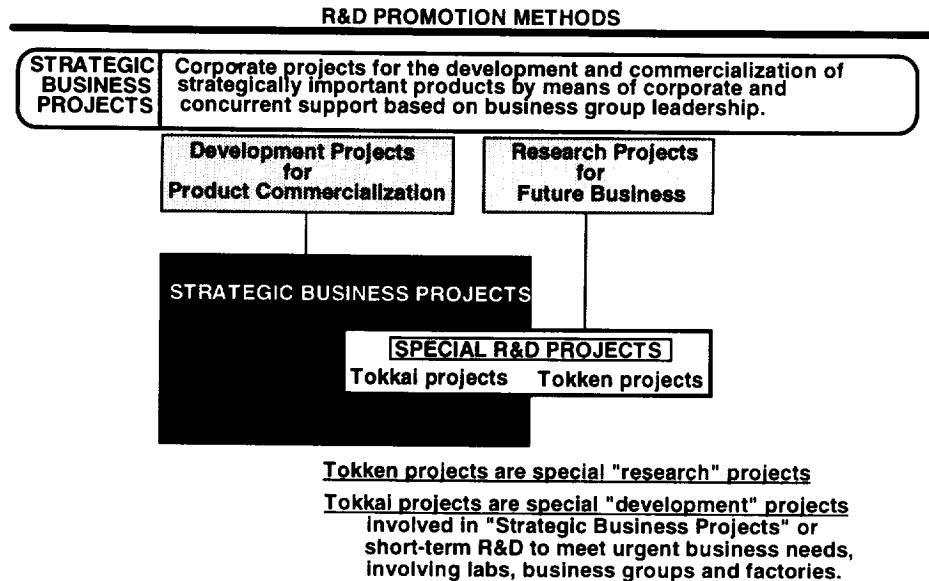 R&D PROMOTION METHODS
STRATEGIC
BUSINESS
PROJECTS
Corporate projects for the development and commercialization of
strategically important products by means of corporate and
concurrent support based on business group leadership.
Development Projects
for
Product Commercialization
Research Projects
for
Future Business
STRATEGIC BUSINESS PROJECTS
SPECIAL R&D PROJECTS
Tokkai projects
Tokken projects
Tokken projects are special "research" projects
Tokkai projects are special "development" projects
involved in "Strategic Business Projects" or
short-term R&D to meet urgent business needs,
involving labs, business groups and factories.